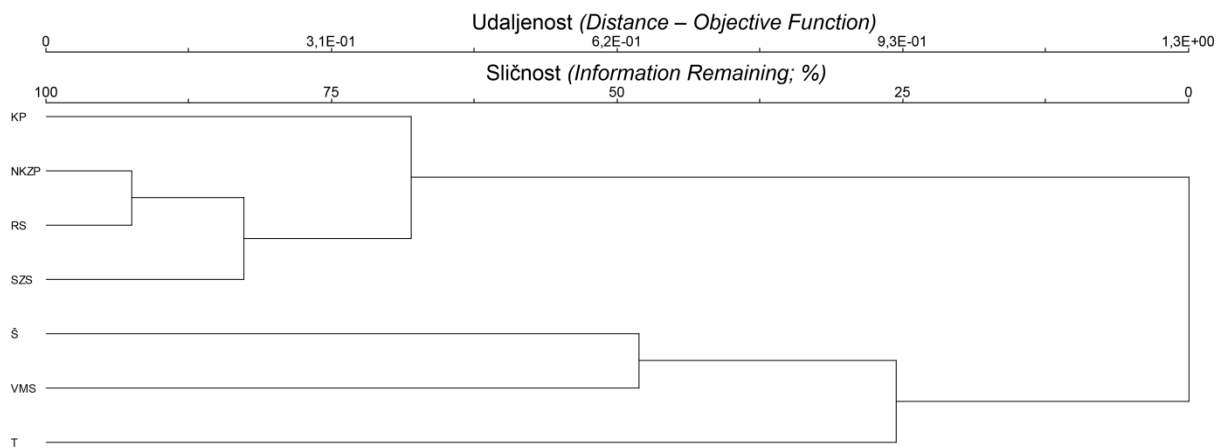 Udaljenost (Distance – Objective Function)
0 3,1E-01 6,2E-01 9,3E-01 1,3E+00
Sličnost (Information Remaining; %)
100 75 50 25 0
KP
NKZP
RS
SZS
Š
VMS
T